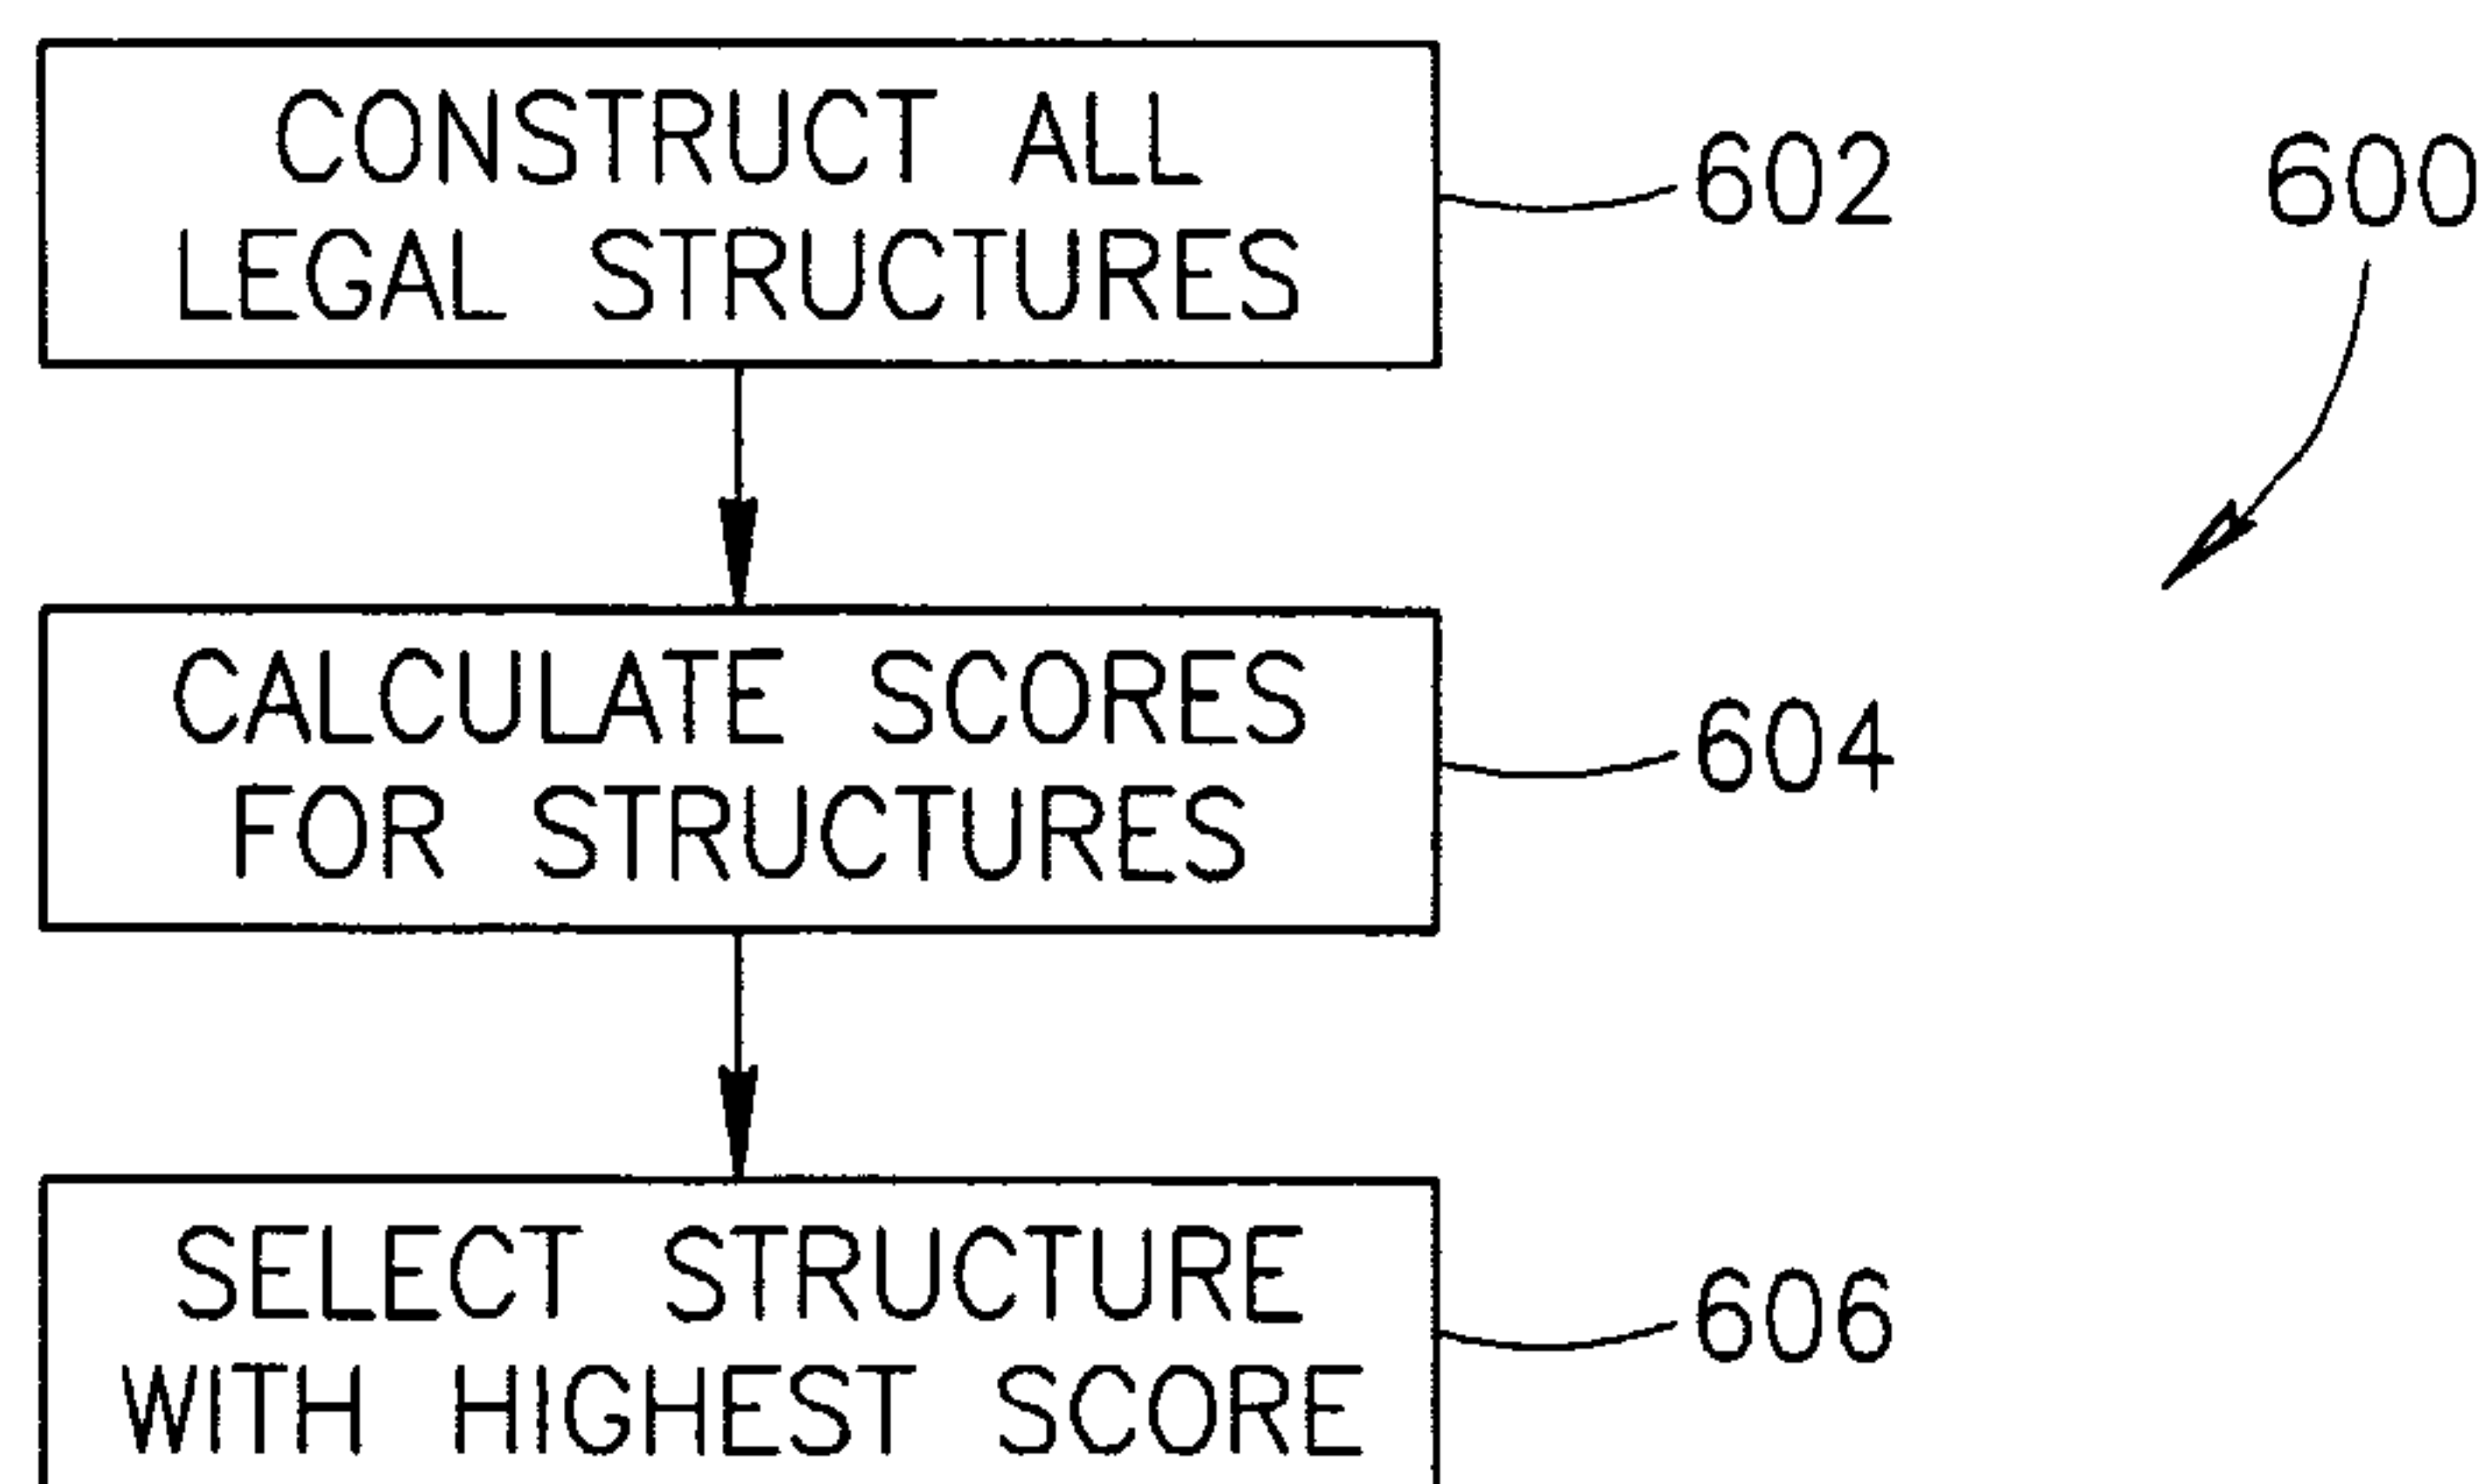 CONSTRUCT ALL
LEGAL STRUCTURES
602
600
CALCULATE SCORES
FOR STRUCTURES
604
SELECT STRUCTURE
WITH HIGHEST SCORE
606